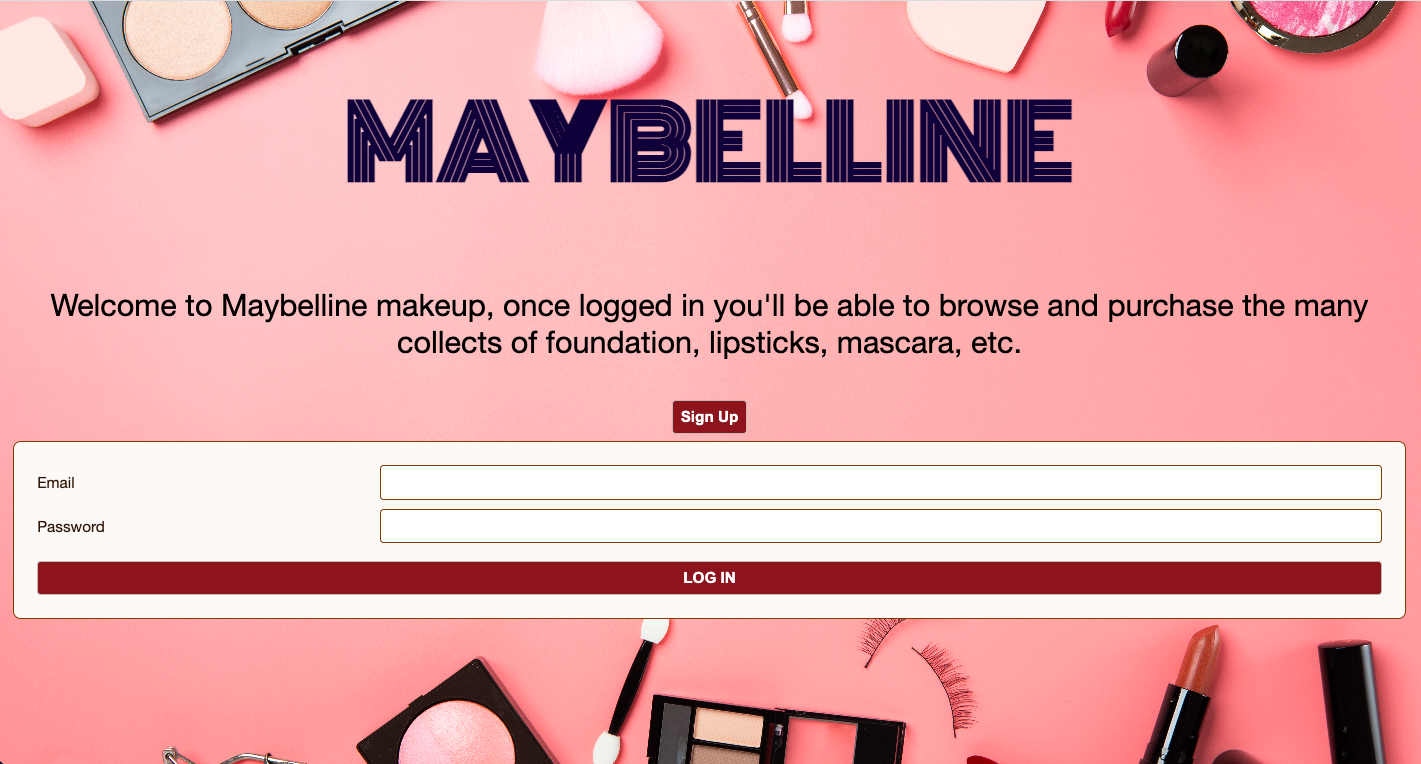 MAYBELLINE
Welcome to Maybelline makeup, once logged in you'll be able to browse and purchase the many
collects of foundation, lipsticks, mascara, etc.
Sign Up
Email
Password
LOG IN